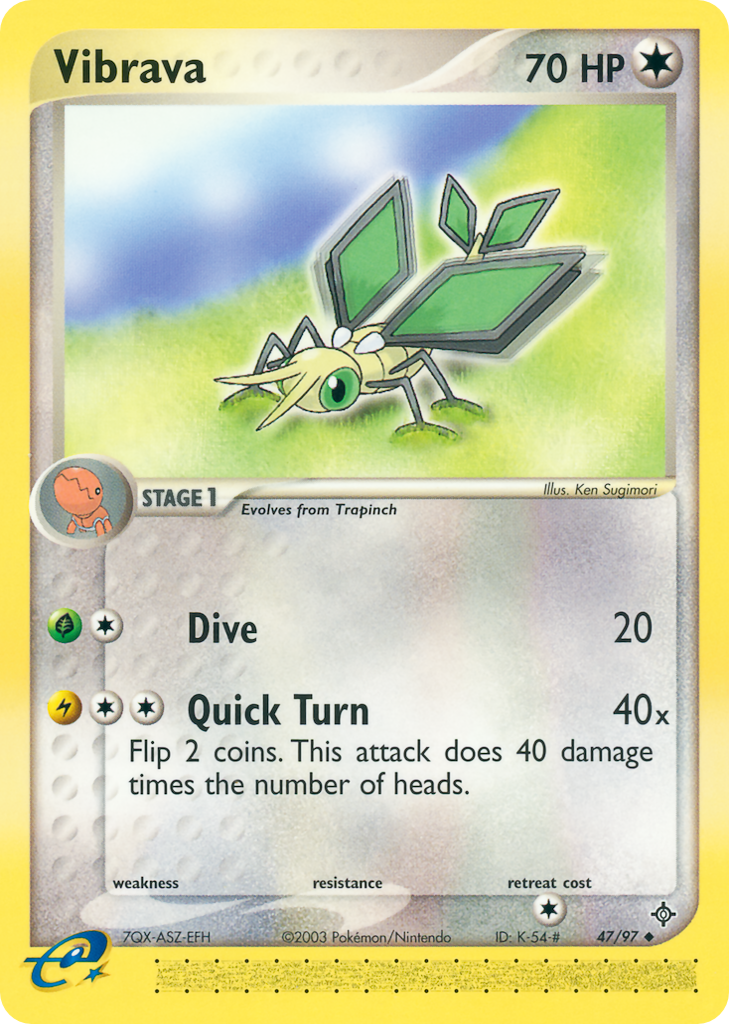 Vibrava 70 HP
STAGE 1
Illus. Ken Sugimori
Evolves from Trapinch
Dive 20
Quick Turn 40x
Flip 2 coins. This attack does 40 damage
times the number of heads.
weakness resistance retreat cost
7QX-ASZ-EFH ©2003 Pokémon/Nintendo ID: K-54-# 47/97
e